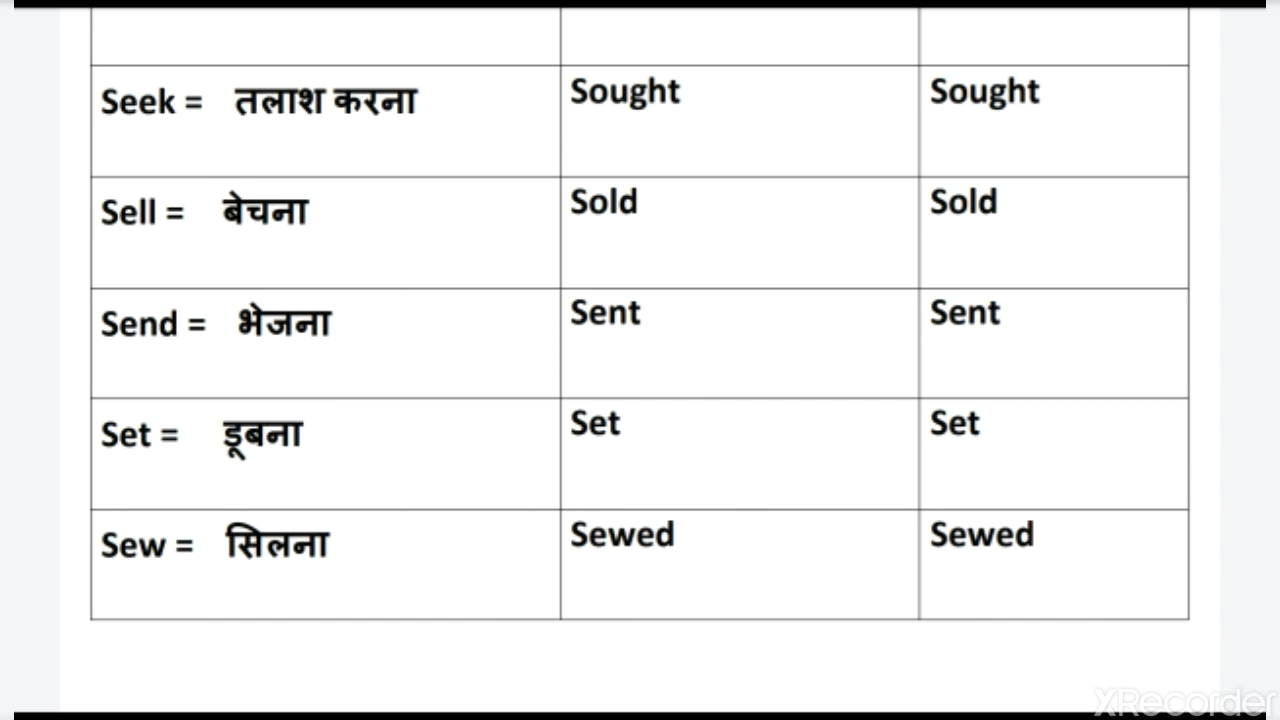 Seek = तलाश करना Sought Sought
Sell = बेचना Sold Sold
Send = भेजना Sent Sent
Set = डूबना Set Set
Sew = सिलना Sewed Sewed
XRecorder